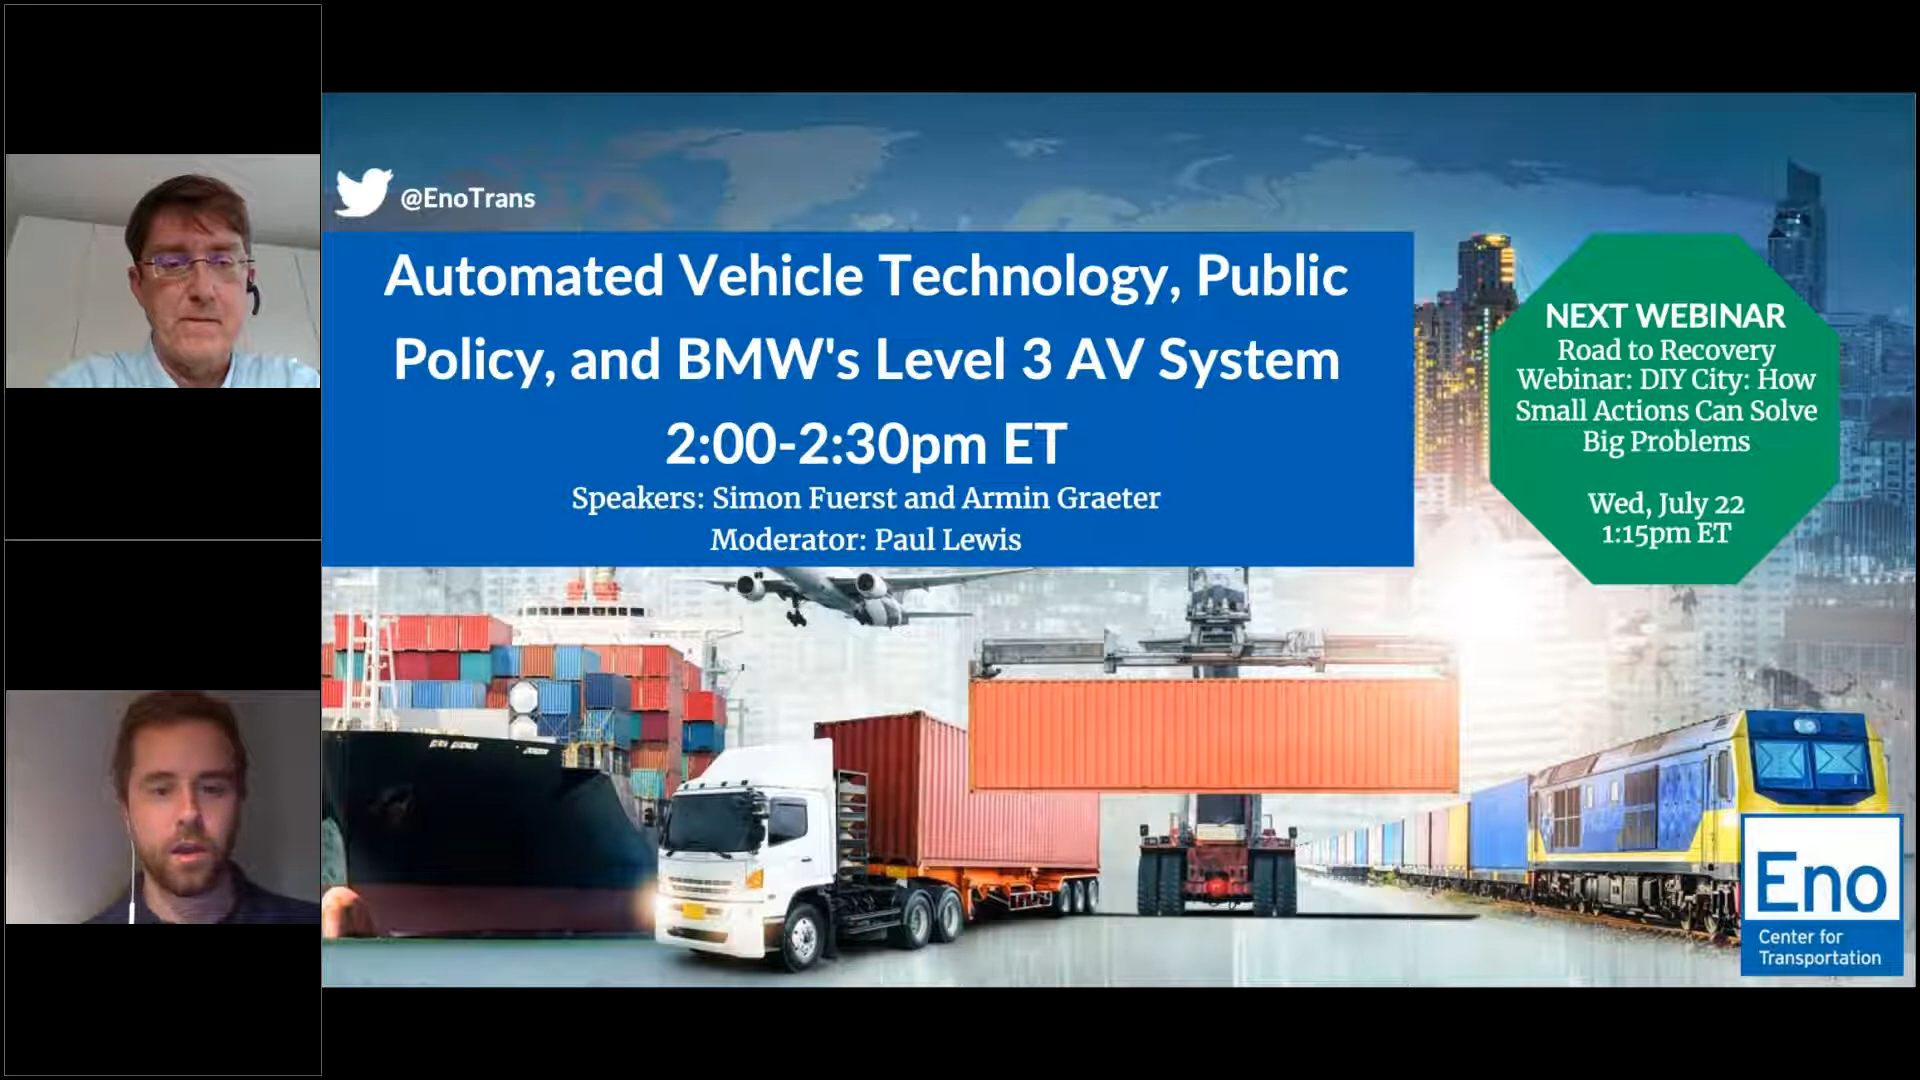 @EnoTrans
Automated Vehicle Technology, Public
Policy, and BMW's Level 3 AV System
2:00-2:30pm ET
Speakers: Simon Fuerst and Armin Graeter
Moderator: Paul Lewis
NEXT WEBINAR
Road to Recovery
Webinar: DIY City: How
Small Actions Can Solve
Big Problems
Wed, July 22
1:15pm ET
Eno
Center for
Transportation